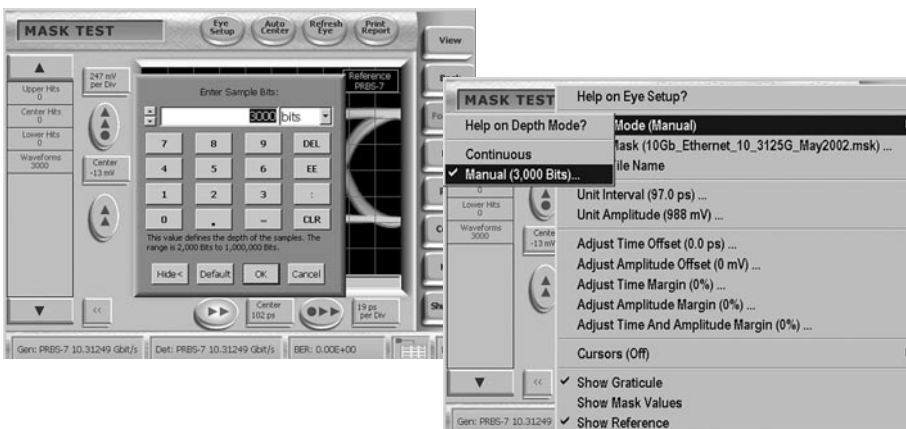 MASK TEST
Eye Setup
Auto Center
Refresh Eye
Print Report
View
Upper Hits
0
Center Hits
0
Lower Hits
0
Waveforms
3000
247 mV per Div
Center
-13 mV
Reference
PRBS-7
Enter Sample Bits:
3000 bits
7 8 9 DEL
4 5 6 EE
1 2 3 :
0 . - CLR
This value defines the depth of the samples. The
range is 2,000 Bits to 1,000,000 Bits.
Hide< Default OK Cancel
<<
Center
102 ps
19 ps
per Div
Gen: PRBS-7 10.31249 Gbit/s
Det: PRBS-7 10.31249 Gbit/s
BER: 0.00E+00
MASK TEST
Help on Eye Setup?
Help on Depth Mode?
Mode (Manual)
Continuous
Mask (10Gb_Ethernet_10_3125G_May2002.msk) ...
✓ Manual (3,000 Bits)...
File Name
Lower Hits
0
Waveforms
3000
-13 mV
Unit Interval (97.0 ps) ...
Unit Amplitude (988 mV) ...
Adjust Time Offset (0.0 ps) ...
Adjust Amplitude Offset (0 mV) ...
Adjust Time Margin (0%) ...
Adjust Amplitude Margin (0%) ...
Adjust Time And Amplitude Margin (0%) ...
Cursors (Off)
<<
✓ Show Graticule
Show Mask Values
✓ Show Reference
Gen: PRBS-7 10.31249